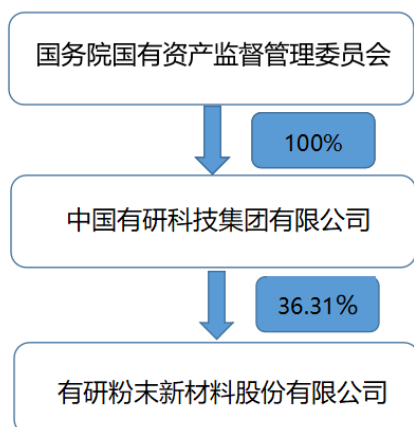 国务院国有资产监督管理委员会
100%
中国有研科技集团有限公司
36.31%
有研粉末新材料股份有限公司